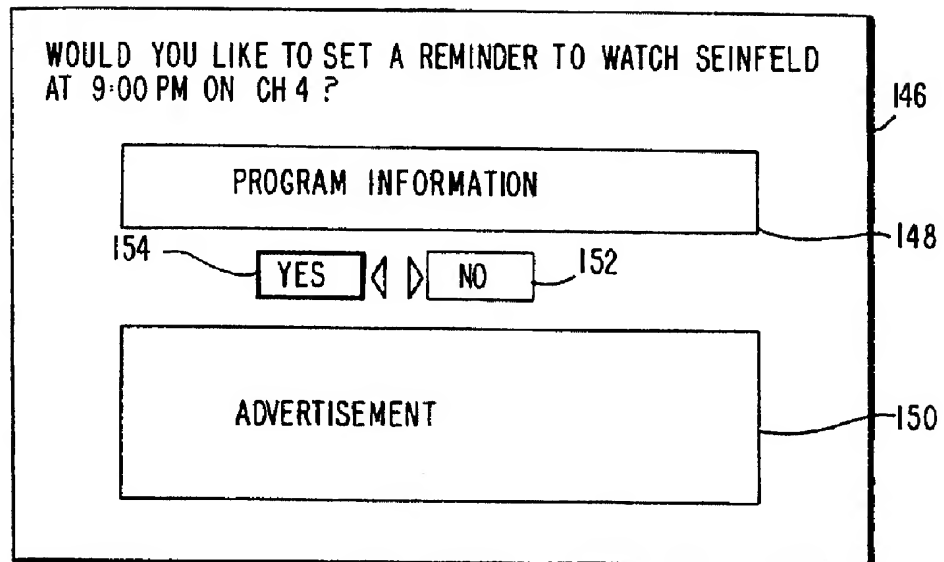 WOULD YOU LIKE TO SET A REMINDER TO WATCH SEINFELD
AT 9:00 PM ON CH 4 ?
146
PROGRAM INFORMATION
148
154
YES
NO
152
ADVERTISEMENT
150